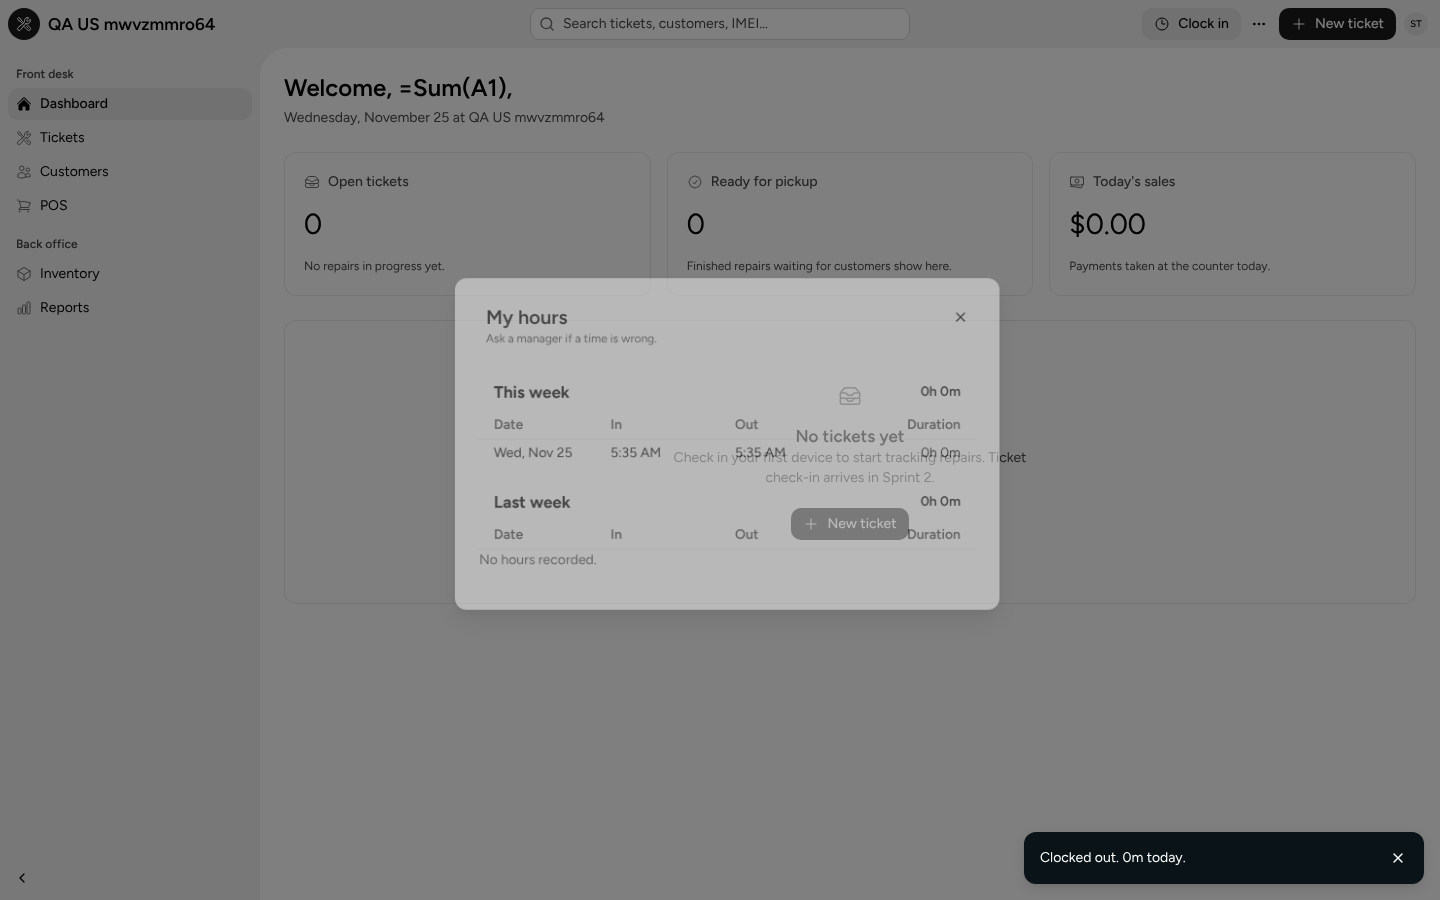 QA US mwvzmmro64
Search tickets, customers, IMEI...
Clock in
New ticket
ST
Front desk
Dashboard
Tickets
Customers
POS
Back office
Inventory
Reports
Welcome, =Sum(A1),
Wednesday, November 25 at QA US mwvzmmro64
Open tickets
0
No repairs in progress yet.
Ready for pickup
0
Finished repairs waiting for customers show here.
Today's sales
$0.00
Payments taken at the counter today.
My hours
Ask a manager if a time is wrong.
This week 0h 0m
Date In Out Duration
Wed, Nov 25 5:35 AM 5:35 AM 0h 0m
Last week 0h 0m
Date In Out Duration
No hours recorded.
No tickets yet
Check in your first device to start tracking repairs. Ticket
check-in arrives in Sprint 2.
New ticket
Clocked out. 0m today.